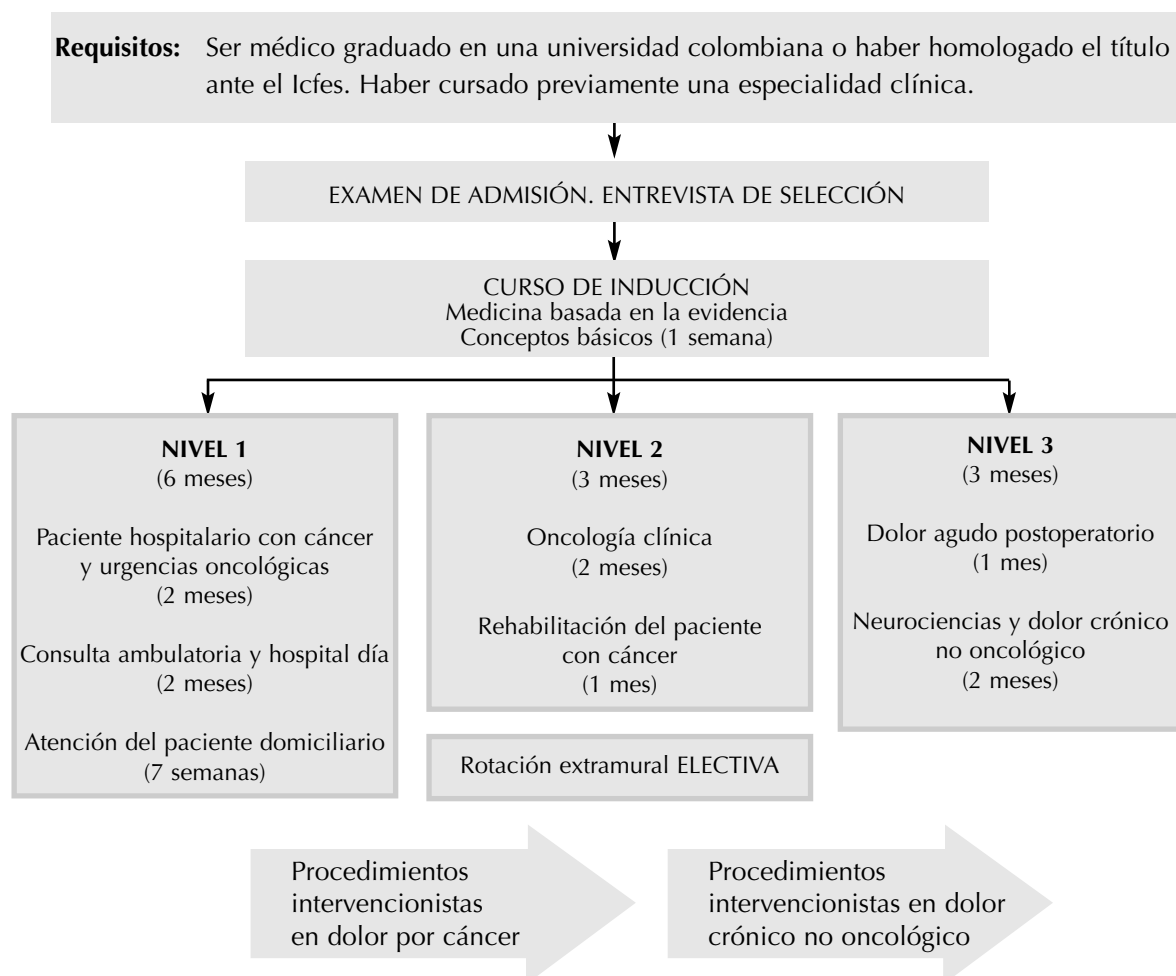 Requisitos: Ser médico graduado en una universidad colombiana o haber homologado el título
ante el Icfes. Haber cursado previamente una especialidad clínica.
EXAMEN DE ADMISIÓN. ENTREVISTA DE SELECCIÓN
CURSO DE INDUCCIÓN
Medicina basada en la evidencia
Conceptos básicos (1 semana)
NIVEL 1
(6 meses)
Paciente hospitalario con cáncer
y urgencias oncológicas
(2 meses)
Consulta ambulatoria y hospital día
(2 meses)
Atención del paciente domiciliario
(7 semanas)
NIVEL 2
(3 meses)
Oncología clínica
(2 meses)
Rehabilitación del paciente
con cáncer
(1 mes)
Rotación extramural ELECTIVA
NIVEL 3
(3 meses)
Dolor agudo postoperatorio
(1 mes)
Neurociencias y dolor crónico
no oncológico
(2 meses)
Procedimientos
intervencionistas
en dolor por cáncer
Procedimientos
intervencionistas en dolor
crónico no oncológico